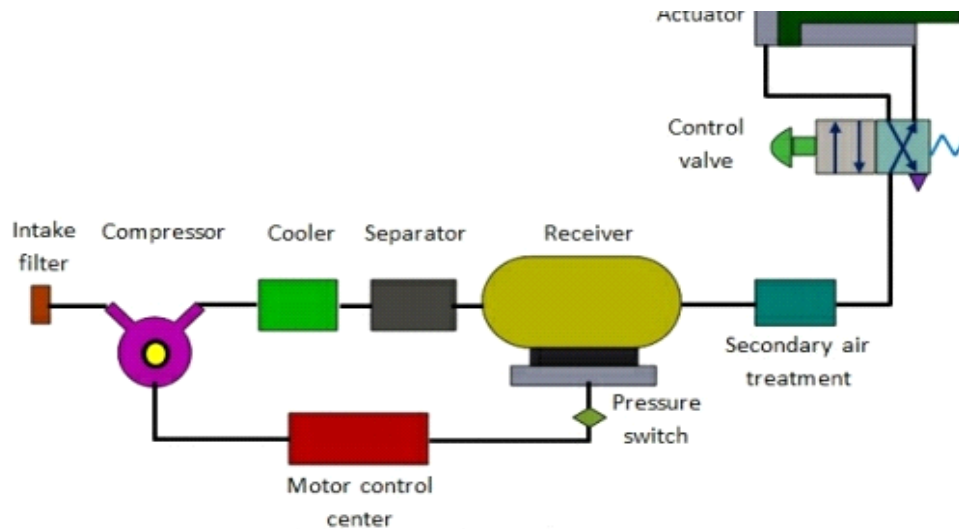 Actuator
Control
valve
Intake
filter
Compressor
Cooler
Separator
Receiver
Secondary air
treatment
Pressure
switch
Motor control
center